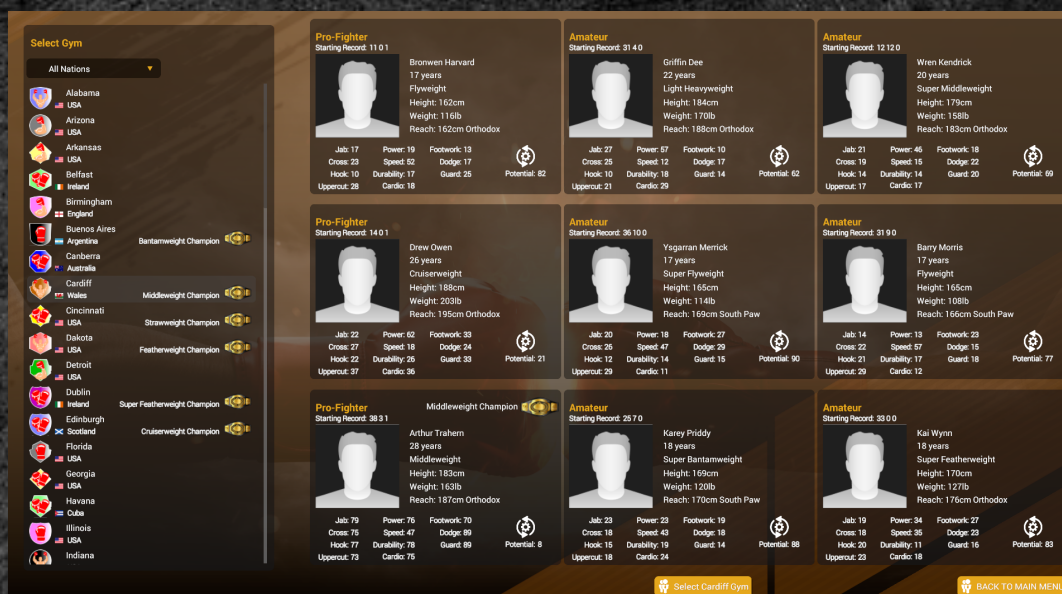 Select Gym
All Nations
Alabama
USA
Arizona
USA
Arkansas
USA
Belfast
Ireland
Birmingham
England
Buenos Aires
Argentina Bantamweight Champion
Canberra
Australia
Cardiff
Wales Middleweight Champion
Cincinnati
USA Strawweight Champion
Dakota
USA Featherweight Champion
Detroit
USA
Dublin
Ireland Super Featherweight Champion
Edinburgh
Scotland Cruiserweight Champion
Florida
USA
Georgia
USA
Havana
Cuba
Illinois
USA
Indiana
Pro-Fighter
Starting Record: 11 0 1
Bronwen Harvard
17 years
Flyweight
Height: 162cm
Weight: 116lb
Reach: 162cm Orthodox
Jab: 17 Power: 19 Footwork: 13
Cross: 23 Speed: 52 Dodge: 17
Hook: 10 Durability: 17 Guard: 25 Potential: 82
Uppercut: 28 Cardio: 18
Amateur
Starting Record: 31 4 0
Griffin Dee
22 years
Light Heavyweight
Height: 184cm
Weight: 170lb
Reach: 188cm Orthodox
Jab: 27 Power: 57 Footwork: 10
Cross: 25 Speed: 12 Dodge: 17
Hook: 10 Durability: 18 Guard: 14 Potential: 62
Uppercut: 21 Cardio: 29
Amateur
Starting Record: 12 12 0
Wren Kendrick
20 years
Super Middleweight
Height: 179cm
Weight: 158lb
Reach: 183cm Orthodox
Jab: 21 Power: 46 Footwork: 18
Cross: 19 Speed: 15 Dodge: 22
Hook: 14 Durability: 14 Guard: 20 Potential: 69
Uppercut: 17 Cardio: 17
Pro-Fighter
Starting Record: 14 0 1
Drew Owen
26 years
Cruiserweight
Height: 188cm
Weight: 203lb
Reach: 195cm Orthodox
Jab: 22 Power: 62 Footwork: 33
Cross: 27 Speed: 18 Dodge: 24
Hook: 22 Durability: 26 Guard: 33 Potential: 21
Uppercut: 37 Cardio: 36
Amateur
Starting Record: 36 10 0
Ysgarran Merrick
17 years
Super Flyweight
Height: 165cm
Weight: 114lb
Reach: 169cm South Paw
Jab: 20 Power: 18 Footwork: 27
Cross: 26 Speed: 47 Dodge: 29
Hook: 12 Durability: 14 Guard: 15 Potential: 90
Uppercut: 29 Cardio: 11
Amateur
Starting Record: 31 9 0
Barry Morris
17 years
Flyweight
Height: 165cm
Weight: 108lb
Reach: 166cm South Paw
Jab: 14 Power: 13 Footwork: 23
Cross: 22 Speed: 57 Dodge: 15
Hook: 21 Durability: 17 Guard: 18 Potential: 77
Uppercut: 29 Cardio: 12
Pro-Fighter Middleweight Champion
Starting Record: 38 3 1
Arthur Trahern
28 years
Middleweight
Height: 183cm
Weight: 163lb
Reach: 187cm Orthodox
Jab: 79 Power: 76 Footwork: 70
Cross: 75 Speed: 47 Dodge: 89
Hook: 77 Durability: 78 Guard: 89 Potential: 8
Uppercut: 73 Cardio: 75
Amateur
Starting Record: 25 7 0
Karey Priddy
18 years
Super Bantamweight
Height: 169cm
Weight: 120lb
Reach: 170cm South Paw
Jab: 23 Power: 23 Footwork: 19
Cross: 18 Speed: 43 Dodge: 18
Hook: 15 Durability: 19 Guard: 14 Potential: 88
Uppercut: 18 Cardio: 24
Amateur
Starting Record: 33 0 0
Kai Wynn
18 years
Super Featherweight
Height: 170cm
Weight: 127lb
Reach: 176cm Orthodox
Jab: 19 Power: 34 Footwork: 27
Cross: 18 Speed: 35 Dodge: 23
Hook: 20 Durability: 11 Guard: 16 Potential: 83
Uppercut: 23 Cardio: 18
Select Cardiff Gym
BACK TO MAIN MENU